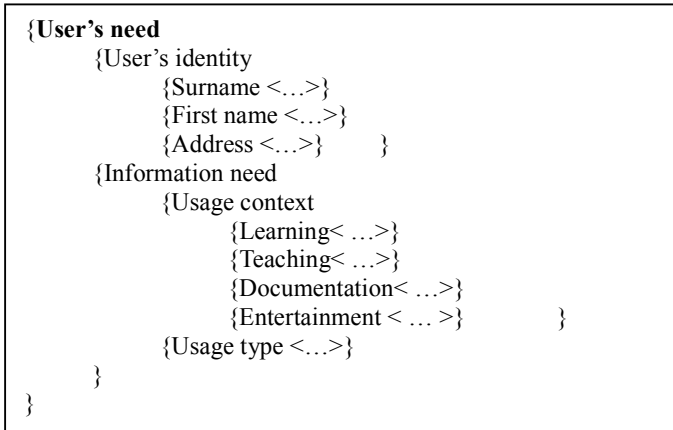 {User’s need
{User’s identity
{Surname <…>}
{First name <…>}
{Address <…>} }
{Information need
{Usage context
{Learning< …>}
{Teaching< …>}
{Documentation< …>}
{Entertainment < … >} }
{Usage type <…>}
}
}